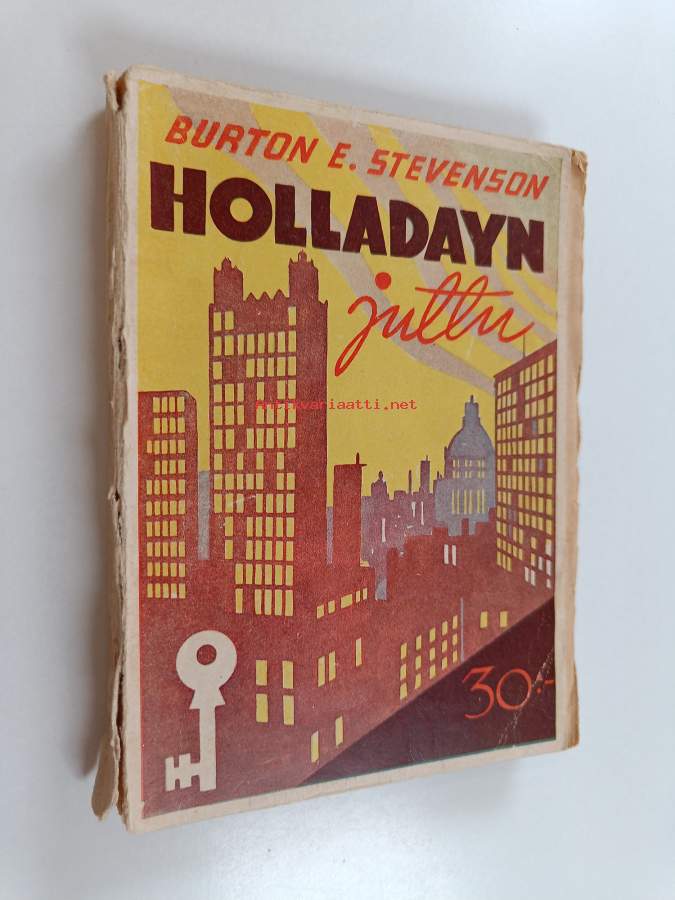 BURTON E. STEVENSON
HOLLADAYN
juttu
Antikvariaatti.net
30:-